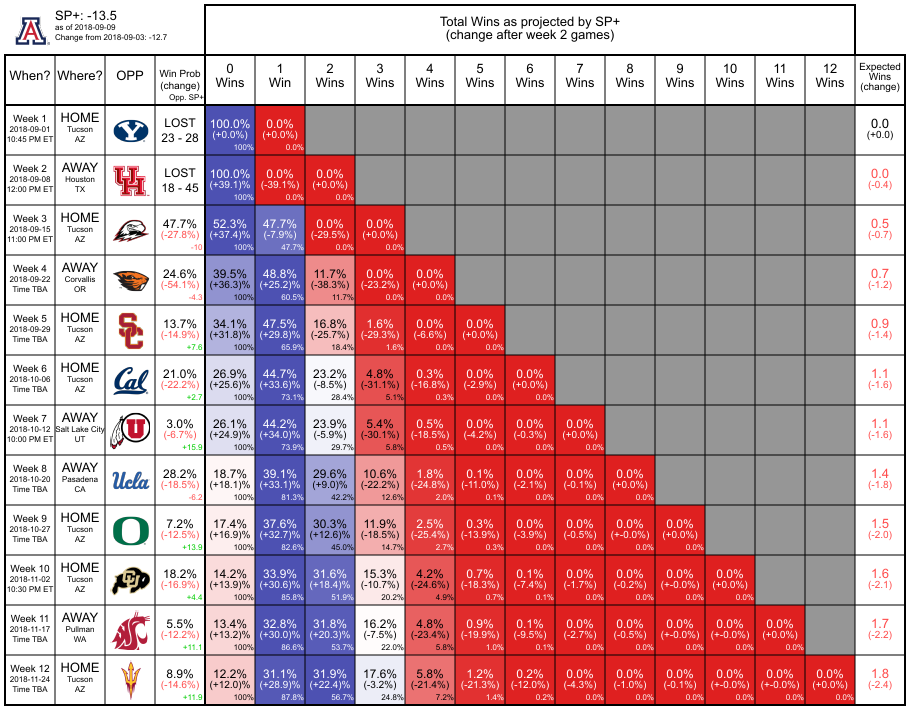 SP+: -13.5
as of 2018-09-09
Change from 2018-09-03: -12.7
Total Wins as projected by SP+
(change after week 2 games)
When? Where? OPP Win Prob (change) Opp. SP+ 0 Wins 1 Win 2 Wins 3 Wins 4 Wins 5 Wins 6 Wins 7 Wins 8 Wins 9 Wins 10 Wins 11 Wins 12 Wins Expected Wins (change)
Week 1 HOME LOST 100.0% 0.0% 0.0
2018-09-01 Tucson (+0.0%) (+0.0%) (+0.0)
10:45 PM ET AZ 23 - 28 100% 0.0%
Week 2 AWAY LOST 100.0% 0.0% 0.0% 0.0
2018-09-08 Houston (+39.1%) (-39.1%) (+0.0%) (-0.4)
12:00 PM ET TX 18 - 45 100% 0.0% 0.0%
Week 3 HOME 47.7% 52.3% 47.7% 0.0% 0.0% 0.5
2018-09-15 Tucson (-27.8%) (+37.4%) (-7.9%) (-29.5%) (+0.0%) (-0.7)
11:00 PM ET AZ -10 100% 47.7% 0.0% 0.0%
Week 4 AWAY 24.6% 39.5% 48.8% 11.7% 0.0% 0.0% 0.7
2018-09-22 Corvallis (-54.1%) (+36.3%) (+25.2%) (-38.3%) (-23.2%) (+0.0%) (-1.2)
Time TBA OR -4.3 100% 60.5% 11.7% 0.0% 0.0%
Week 5 HOME SC 13.7% 34.1% 47.5% 16.8% 1.6% 0.0% 0.0% 0.9
2018-09-29 Tucson (-14.9%) (+31.8%) (+29.8%) (-25.7%) (-29.3%) (-6.6%) (+0.0%) (-1.4)
Time TBA AZ +7.6 100% 65.9% 18.4% 1.6% 0.0% 0.0%
Week 6 HOME Cal 21.0% 26.9% 44.7% 23.2% 4.8% 0.3% 0.0% 0.0% 1.1
2018-10-06 Tucson (-22.2%) (+25.6%) (+33.6%) (-8.5%) (-31.1%) (-16.8%) (-2.9%) (+0.0%) (-1.6)
Time TBA AZ +2.7 100% 73.1% 28.4% 5.1% 0.3% 0.0% 0.0%
Week 7 AWAY U 3.0% 26.1% 44.2% 23.9% 5.4% 0.5% 0.0% 0.0% 0.0% 1.1
2018-10-12 Salt Lake City (-6.7%) (+24.9%) (+34.0%) (-5.9%) (-30.1%) (-18.5%) (-4.2%) (-0.3%) (+0.0%) (-1.6)
10:00 PM ET UT +15.9 100% 73.9% 29.7% 5.8% 0.5% 0.0% 0.0% 0.0%
Week 8 AWAY Ucla 28.2% 18.7% 39.1% 29.6% 10.6% 1.8% 0.1% 0.0% 0.0% 0.0% 1.4
2018-10-20 Pasadena (-18.5%) (+18.1%) (+33.1%) (+9.0%) (-22.2%) (-24.8%) (-11.0%) (-2.1%) (-0.1%) (+0.0%) (-1.8)
Time TBA CA -6.2 100% 81.3% 42.2% 12.6% 2.0% 0.1% 0.0% 0.0% 0.0%
Week 9 HOME O 7.2% 17.4% 37.6% 30.3% 11.9% 2.5% 0.3% 0.0% 0.0% 0.0% 0.0% 1.5
2018-10-27 Tucson (-12.5%) (+16.9%) (+32.7%) (+12.6%) (-18.5%) (-25.4%) (-13.9%) (-3.9%) (-0.5%) (+-0.0%) (+0.0%) (-2.0)
Time TBA AZ +13.9 100% 82.6% 45.0% 14.7% 2.7% 0.3% 0.0% 0.0% 0.0% 0.0%
Week 10 HOME CU 18.2% 14.2% 33.9% 31.6% 15.3% 4.2% 0.7% 0.1% 0.0% 0.0% 0.0% 0.0% 1.6
2018-11-02 Tucson (-16.9%) (+13.9%) (+30.6%) (+18.4%) (-10.7%) (-24.6%) (-18.3%) (-7.4%) (-1.7%) (-0.2%) (+-0.0%) (+0.0%) (-2.1)
10:30 PM ET AZ +4.4 100% 85.8% 51.9% 20.2% 4.9% 0.7% 0.1% 0.0% 0.0% 0.0% 0.0%
Week 11 AWAY 5.5% 13.4% 32.8% 31.8% 16.2% 4.8% 0.9% 0.1% 0.0% 0.0% 0.0% 0.0% 0.0% 1.7
2018-11-17 Pullman (-12.2%) (+13.2%) (+30.0%) (+20.3%) (-7.5%) (-23.4%) (-19.9%) (-9.5%) (-2.7%) (-0.5%) (+-0.0%) (+-0.0%) (+0.0%) (-2.2)
Time TBA WA +11.1 100% 86.6% 53.7% 22.0% 5.8% 1.0% 0.1% 0.0% 0.0% 0.0% 0.0% 0.0%
Week 12 HOME 8.9% 12.2% 31.1% 31.9% 17.6% 5.8% 1.2% 0.2% 0.0% 0.0% 0.0% 0.0% 0.0% 0.0% 1.8
2018-11-24 Tucson (-14.6%) (+12.0%) (+28.9%) (+22.4%) (-3.2%) (-21.4%) (-21.3%) (-12.2%) (-4.3%) (-1.0%) (-0.1%) (+-0.0%) (+-0.0%) (+0.0%) (-2.4)
Time TBA AZ +11.9 100% 87.8% 56.7% 24.8% 7.2% 1.4% 0.2% 0.0% 0.0% 0.0% 0.0% 0.0% 0.0%